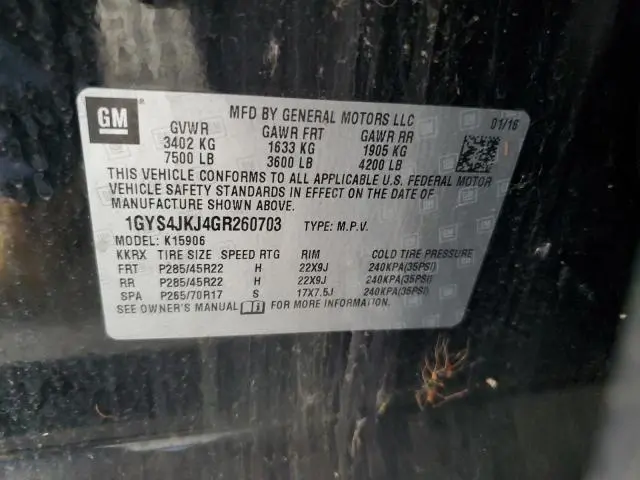 GM
MFD BY GENERAL MOTORS LLC 01/16
GVWR GAWR FRT GAWR RR
3402 KG 1633 KG 1905 KG
7500 LB 3600 LB 4200 LB
THIS VEHICLE CONFORMS TO ALL APPLICABLE U.S. FEDERAL MOTOR
VEHICLE SAFETY STANDARDS IN EFFECT ON THE DATE OF
MANUFACTURE SHOWN ABOVE.
1GYS4JKJ4GR260703 TYPE: M.P.V.
MODEL: K15906
KKRX TIRE SIZE SPEED RTG RIM COLD TIRE PRESSURE
FRT P285/45R22 H 22X9J 240KPA(35PSI)
RR P285/45R22 H 22X9J 240KPA(35PSI)
SPA P265/70R17 S 17X7.5J 240KPA(35PSI)
SEE OWNER'S MANUAL FOR MORE INFORMATION.